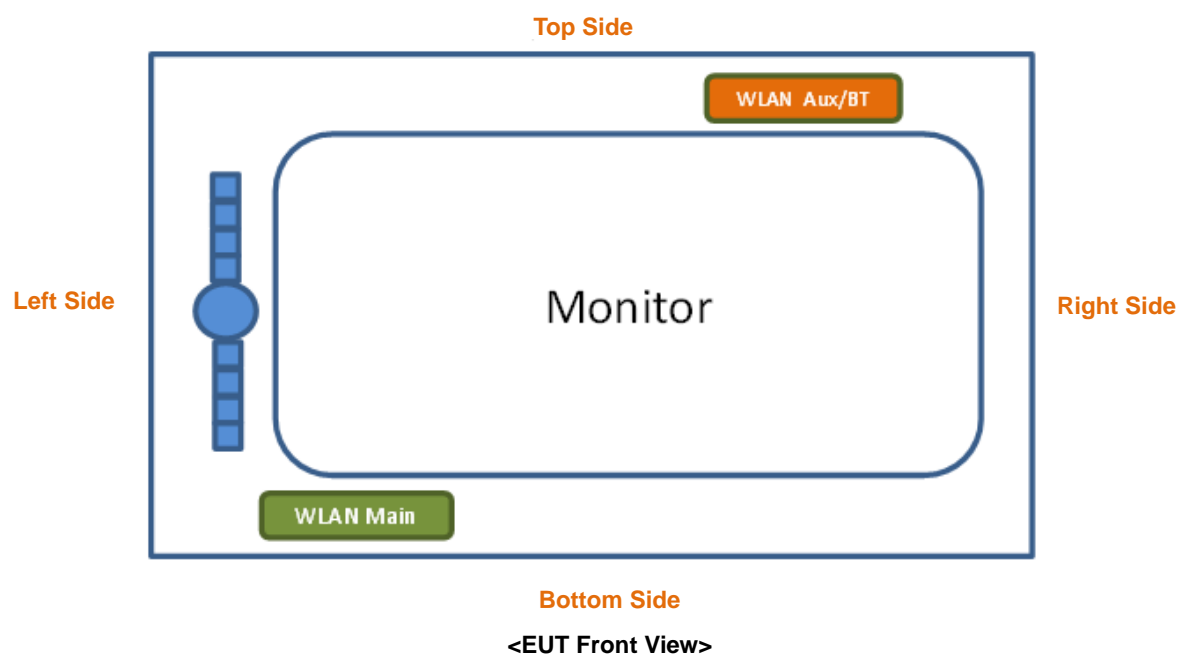 Top Side
WLAN Aux/BT
Left Side
Monitor
Right Side
WLAN Main
Bottom Side
<EUT Front View>